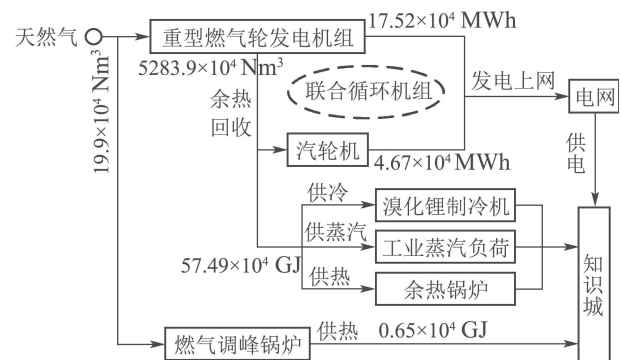 17.52×10⁴ MWh
天然气
重型燃气轮发电机组
5283.9×10⁴ Nm³
19.9×10⁴ Nm³
余热
回收
联合循环机组
发电上网
电网
汽轮机
4.67×10⁴ MWh
供电
供冷
溴化锂制冷机
供蒸汽
工业蒸汽负荷
57.49×10⁴ GJ
供热
余热锅炉
知识城
燃气调峰锅炉
供热
0.65×10⁴ GJ